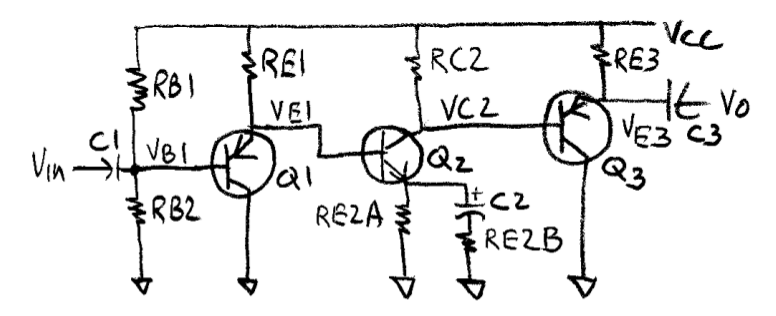 VCC
RE1
RC2
RE3
RB1
VE1
VC2
C1
VO
Vin
VB1
VE3
C3
Q1
Q2
Q3
RB2
RE2A
+
C2
RE2B